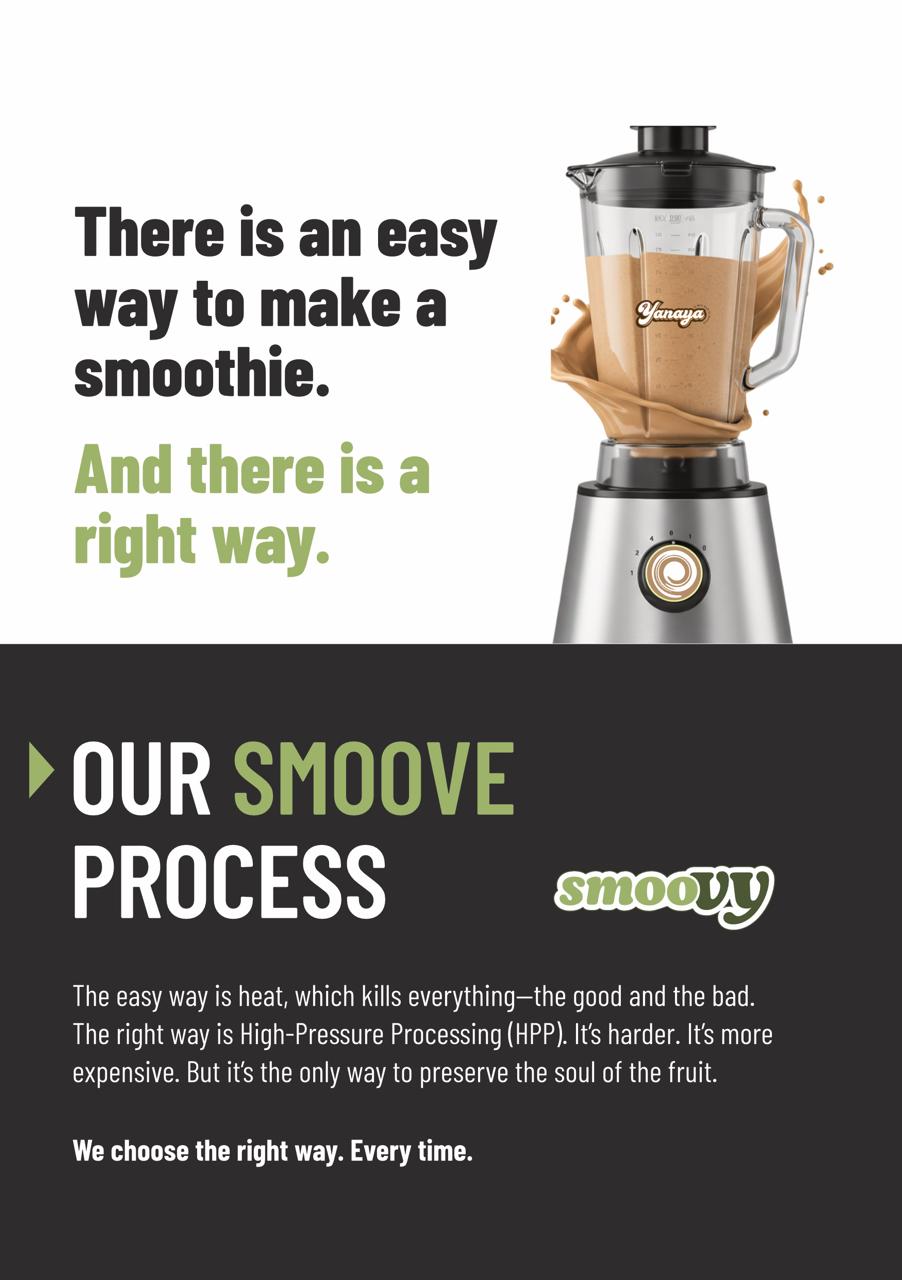 There is an easy
way to make a
smoothie.
And there is a
right way.
Yanaya
OUR SMOOVE
PROCESS
smoovy
The easy way is heat, which kills everything—the good and the bad.
The right way is High-Pressure Processing (HPP). It’s harder. It’s more
expensive. But it’s the only way to preserve the soul of the fruit.
We choose the right way. Every time.